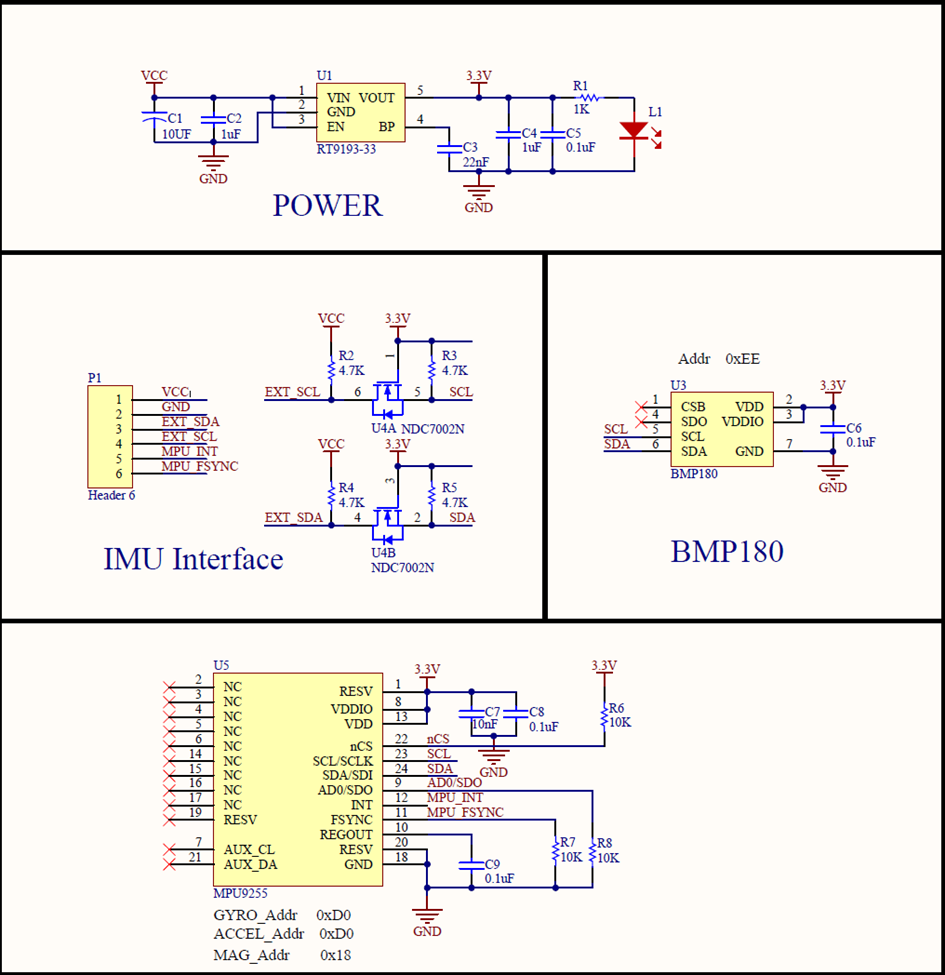 VCC
U1
3.3V
R1
1K
L1
1 VIN VOUT 5
2 GND
3 EN BP 4
RT9193-33
C1
10UF
C2
1uF
C3
22nF
C4
1uF
C5
0.1uF
GND
GND
POWER
P1
1 VCC
2 GND
3 EXT_SDA
4 EXT_SCL
5 MPU_INT
6 MPU_FSYNC
Header 6
VCC 3.3V
R2
4.7K
1
R3
4.7K
EXT_SCL 6 5 SCL
U4A NDC7002N
VCC 3.3V
R4
4.7K
3
R5
4.7K
EXT_SDA 4 2 SDA
U4B
NDC7002N
IMU Interface
Addr 0xEE
U3
3.3V
1 CSB VDD 2
4 SDO VDDIO 3
SCL 5 SCL
SDA 6 SDA GND 7
BMP180
C6
0.1uF
GND
BMP180
U5
2 NC
3 NC
4 NC
5 NC
6 NC
14 NC
15 NC
16 NC
17 NC
19 RESV
7 AUX_CL
21 AUX_DA
RESV 1
VDDIO 8
VDD 13
nCS 22 nCS
SCL/SCLK 23 SCL
SDA/SDI 24 SDA
AD0/SDO 9 AD0/SDO
INT 12 MPU_INT
FSYNC 11 MPU_FSYNC
REGOUT 10
RESV 20
GND 18
MPU9255
3.3V
C7
10nF
C8
0.1uF
GND
3.3V
R6
10K
R7
10K
R8
10K
C9
0.1uF
GND
GYRO_Addr 0xD0
ACCEL_Addr 0xD0
MAG_Addr 0x18